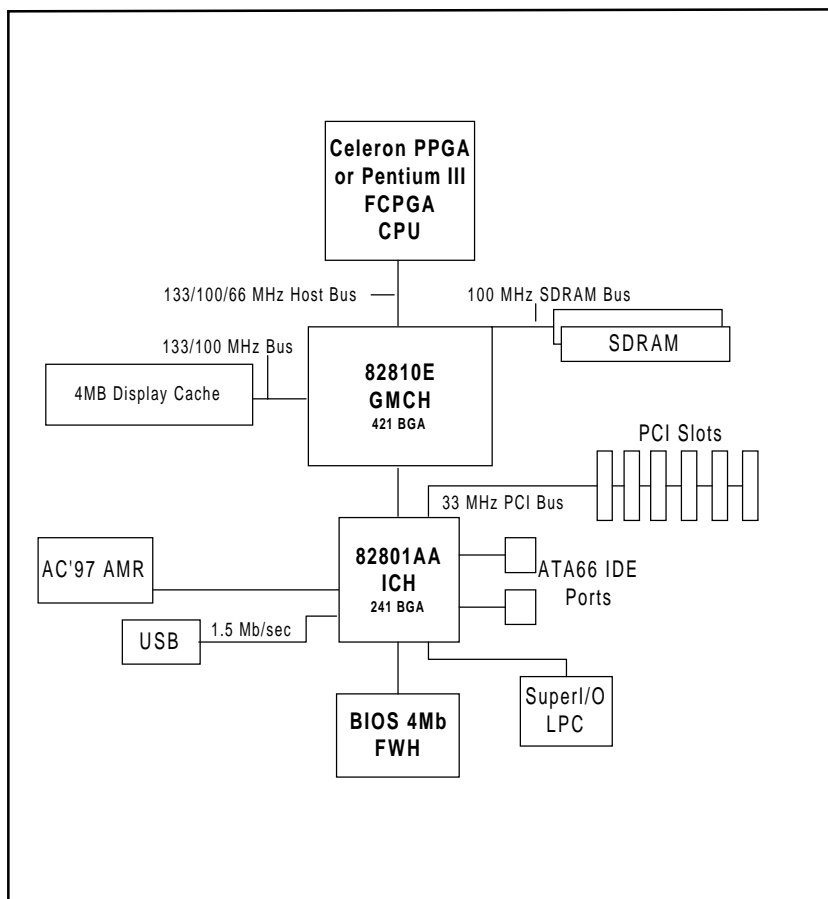 Celeron PPGA
or Pentium III
FCPGA
CPU
133/100/66 MHz Host Bus
100 MHz SDRAM Bus
SDRAM
133/100 MHz Bus
4MB Display Cache
82810E
GMCH
421 BGA
PCI Slots
33 MHz PCI Bus
82801AA
ICH
241 BGA
AC'97 AMR
ATA66 IDE
Ports
USB
1.5 Mb/sec
SuperI/O
LPC
BIOS 4Mb
FWH